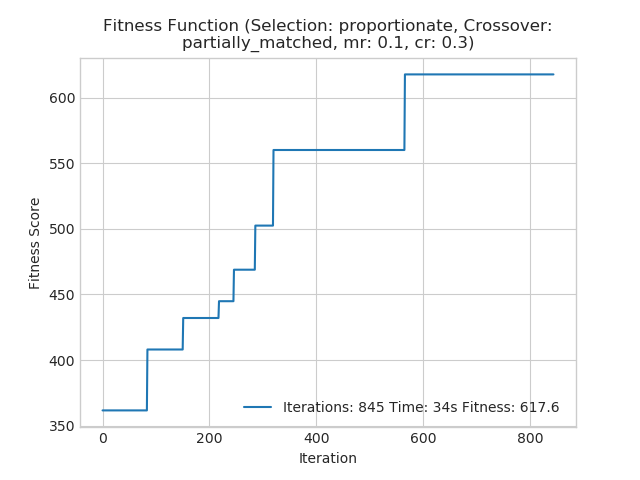 Fitness Function (Selection: proportionate, Crossover:
partially_matched, mr: 0.1, cr: 0.3)
Fitness Score
600
550
500
450
400
350
Iterations: 845 Time: 34s Fitness: 617.6
0 200 400 600 800
Iteration